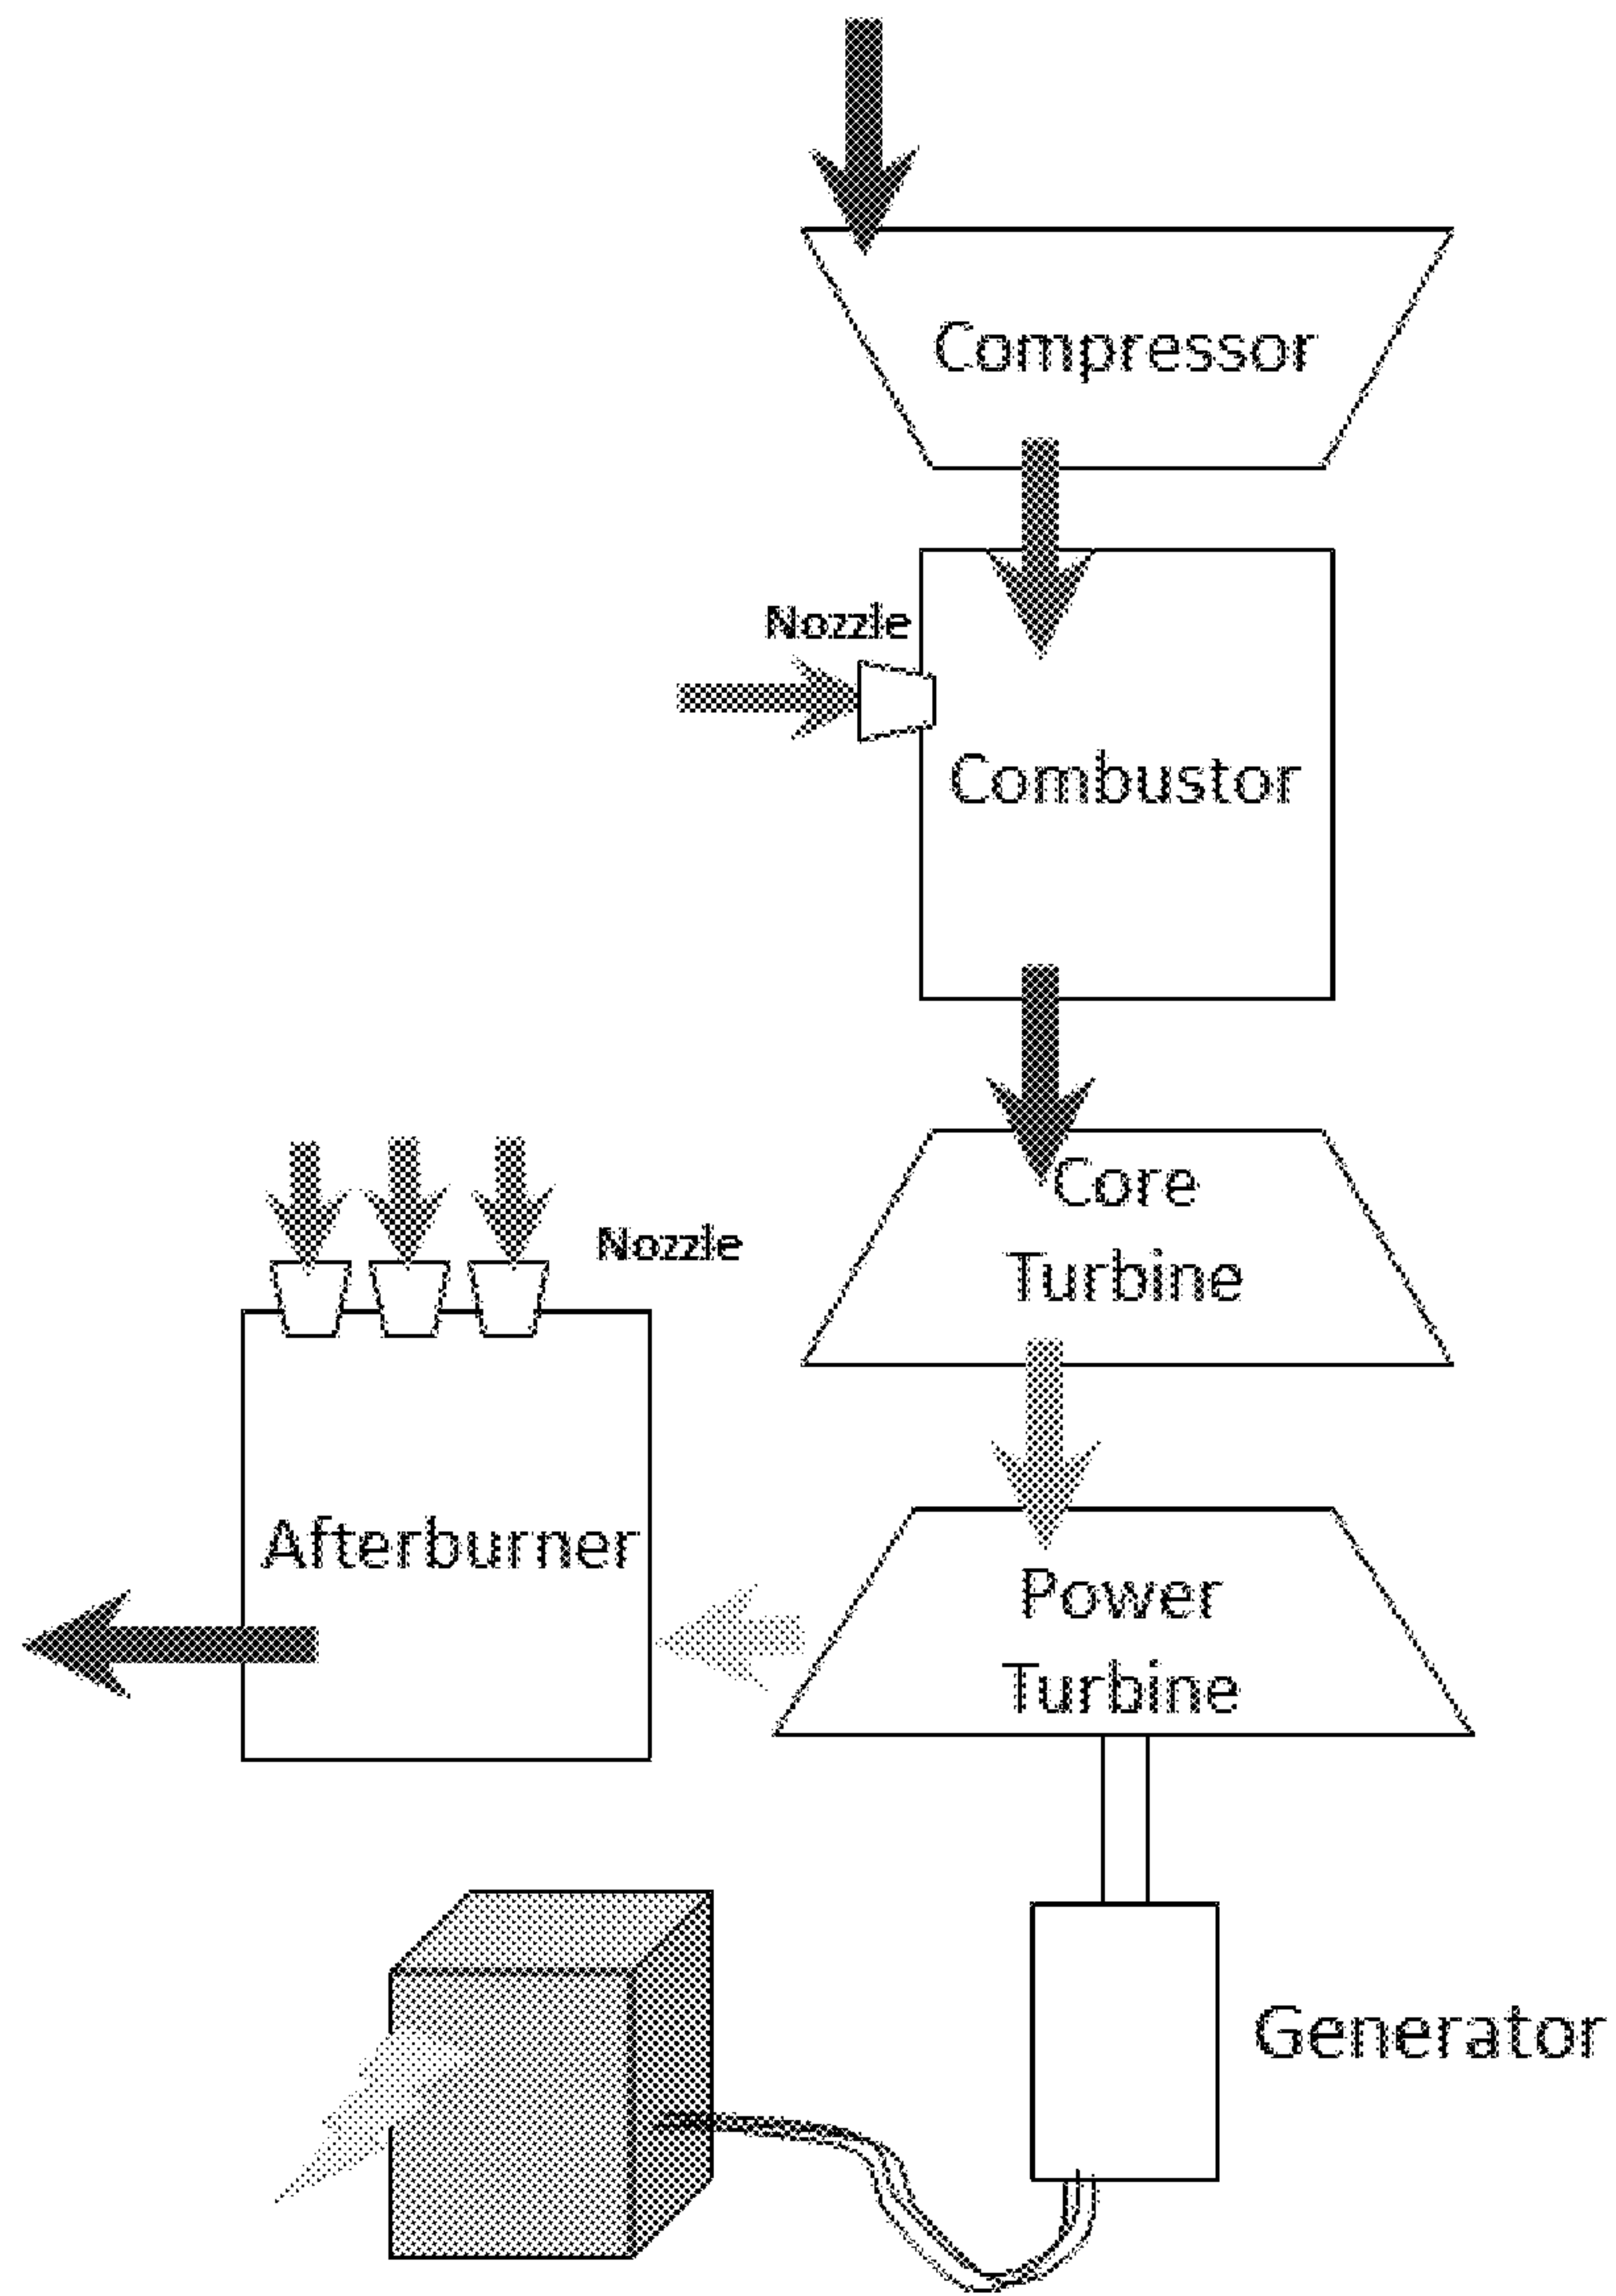 Compressor
Nozzle
Combustor
Core
Turbine
Nozzle
Afterburner
Power
Turbine
Generator